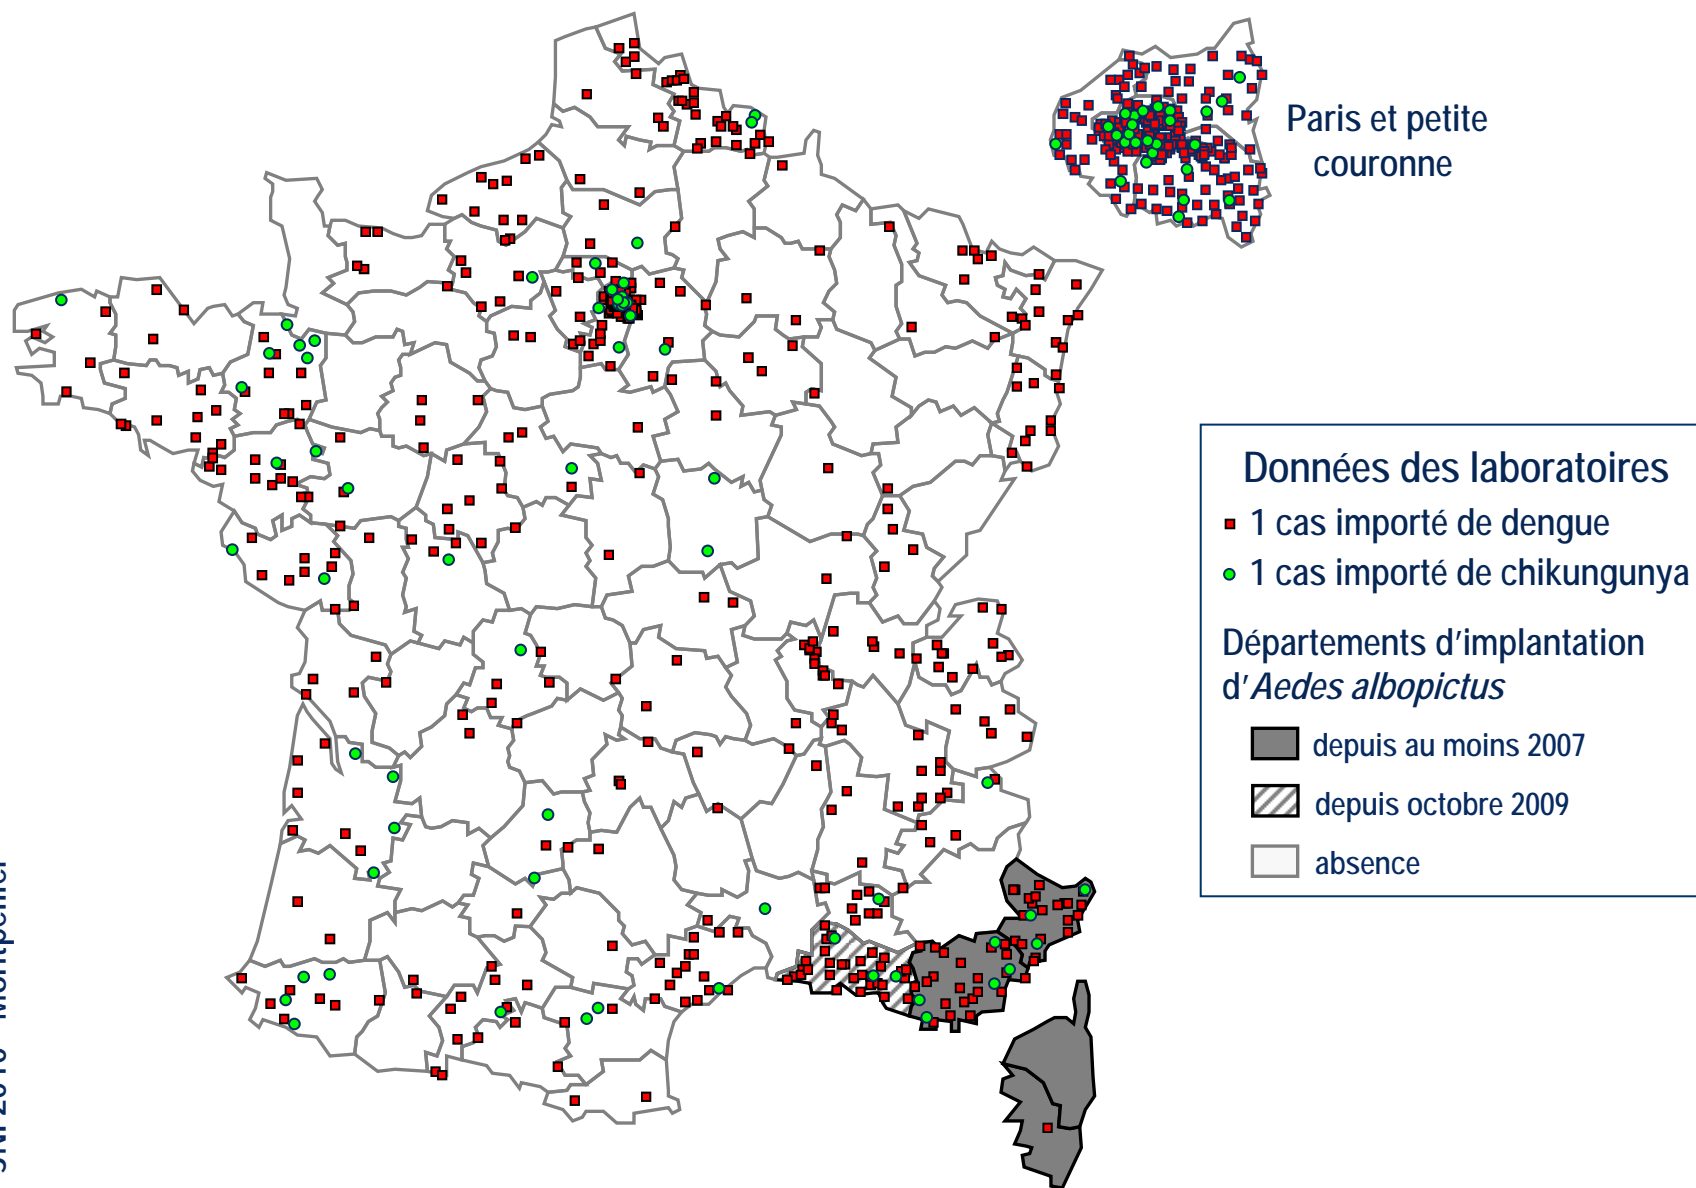 Paris et petite
couronne
Données des laboratoires
1 cas importé de dengue
1 cas importé de chikungunya
Départements d'implantation
d'Aedes albopictus
depuis au moins 2007
depuis octobre 2009
absence